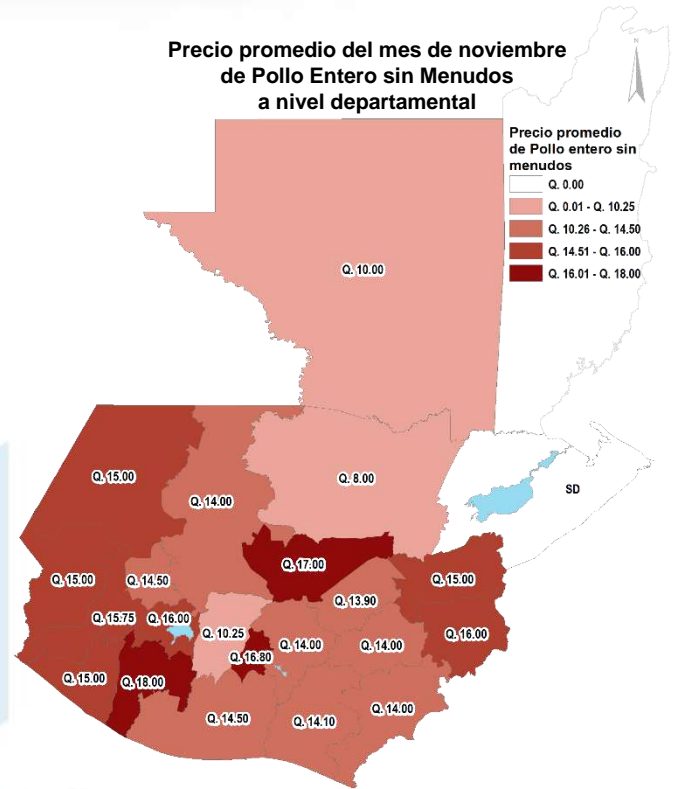 Precio promedio del mes de noviembre
de Pollo Entero sin Menudos
a nivel departamental
N
Precio promedio
de Pollo entero sin
menudos
Q. 0.00
Q. 0.01 - Q. 10.25
Q. 10.26 - Q. 14.50
Q. 14.51 - Q. 16.00
Q. 16.01 - Q. 18.00
Q. 10.00
Q. 15.00
Q. 14.00
Q. 8.00
SD
Q. 17.00
Q. 15.00
Q. 14.50
Q. 15.00
Q. 13.90
Q. 15.75
Q. 16.00
Q. 10.25
Q. 14.00
Q. 14.00
Q. 16.00
Q. 16.80
Q. 15.00
Q. 18.00
Q. 14.50
Q. 14.10
Q. 14.00